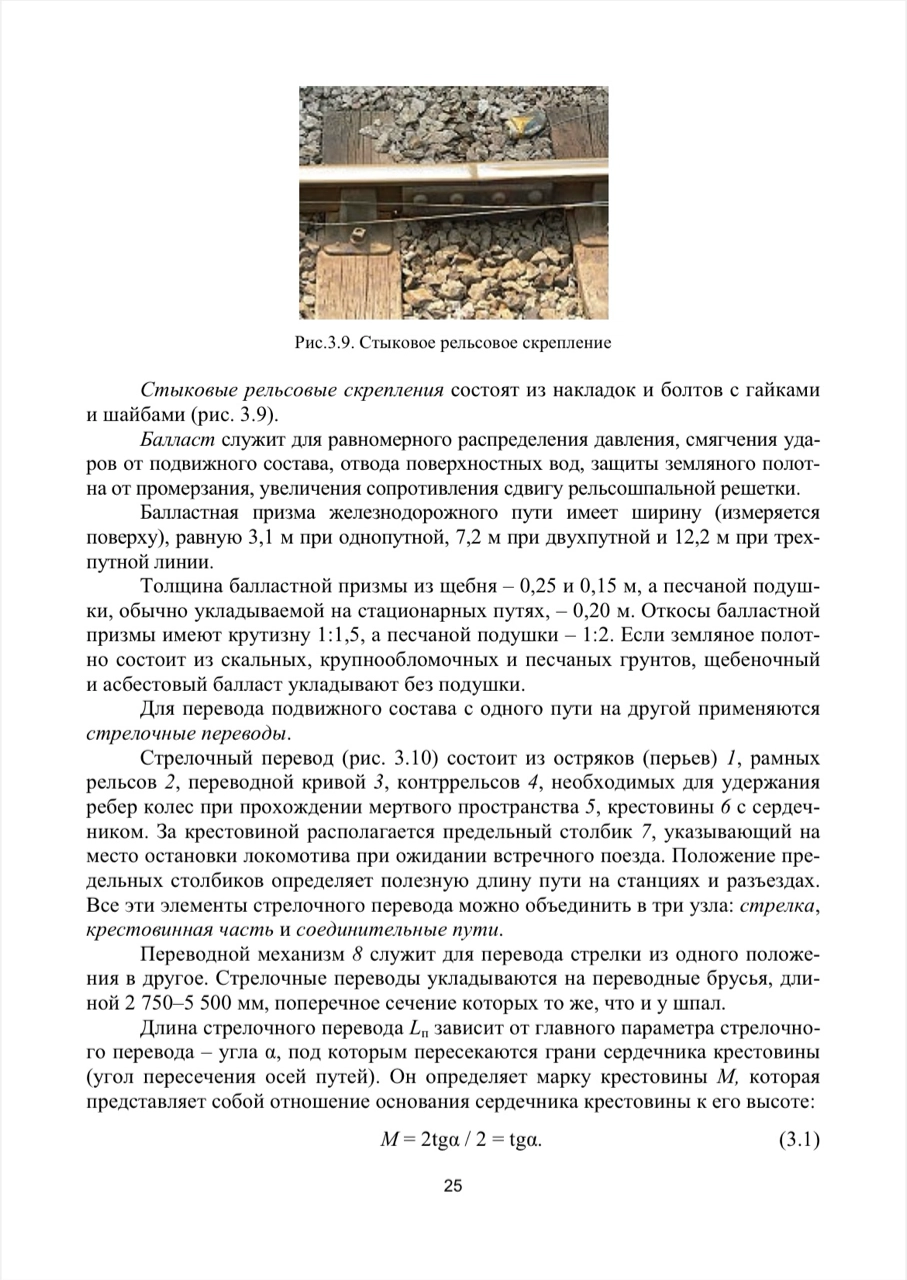 Рис.3.9. Стыковое рельсовое скрепление
Стыковые рельсовые скрепления состоят из накладок и болтов с гайками
и шайбами (рис. 3.9).
Балласт служит для равномерного распределения давления, смягчения уда-
ров от подвижного состава, отвода поверхностных вод, защиты земляного полот-
на от промерзания, увеличения сопротивления сдвигу рельсошпальной решетки.
Балластная призма железнодорожного пути имеет ширину (измеряется
поверху), равную 3,1 м при однопутной, 7,2 м при двухпутной и 12,2 м при трех-
путной линии.
Толщина балластной призмы из щебня – 0,25 и 0,15 м, а песчаной подуш-
ки, обычно укладываемой на стационарных путях, – 0,20 м. Откосы балластной
призмы имеют крутизну 1:1,5, а песчаной подушки – 1:2. Если земляное полот-
но состоит из скальных, крупнообломочных и песчаных грунтов, щебеночный
и асбестовый балласт укладывают без подушки.
Для перевода подвижного состава с одного пути на другой применяются
стрелочные переводы.
Стрелочный перевод (рис. 3.10) состоит из остряков (перьев) 1, рамных
рельсов 2, переводной кривой 3, контррельсов 4, необходимых для удержания
ребер колес при прохождении мертвого пространства 5, крестовины 6 с сердеч-
ником. За крестовиной располагается предельный столбик 7, указывающий на
место остановки локомотива при ожидании встречного поезда. Положение пре-
дельных столбиков определяет полезную длину пути на станциях и разъездах.
Все эти элементы стрелочного перевода можно объединить в три узла: стрелка,
крестовинная часть и соединительные пути.
Переводной механизм 8 служит для перевода стрелки из одного положе-
ния в другое. Стрелочные переводы укладываются на переводные брусья, дли-
ной 2 750–5 500 мм, поперечное сечение которых то же, что и у шпал.
Длина стрелочного перевода Lп зависит от главного параметра стрелочно-
го перевода – угла α, под которым пересекаются грани сердечника крестовины
(угол пересечения осей путей). Он определяет марку крестовины М, которая
представляет собой отношение основания сердечника крестовины к его высоте:
М = 2tgα / 2 = tgα. (3.1)
25